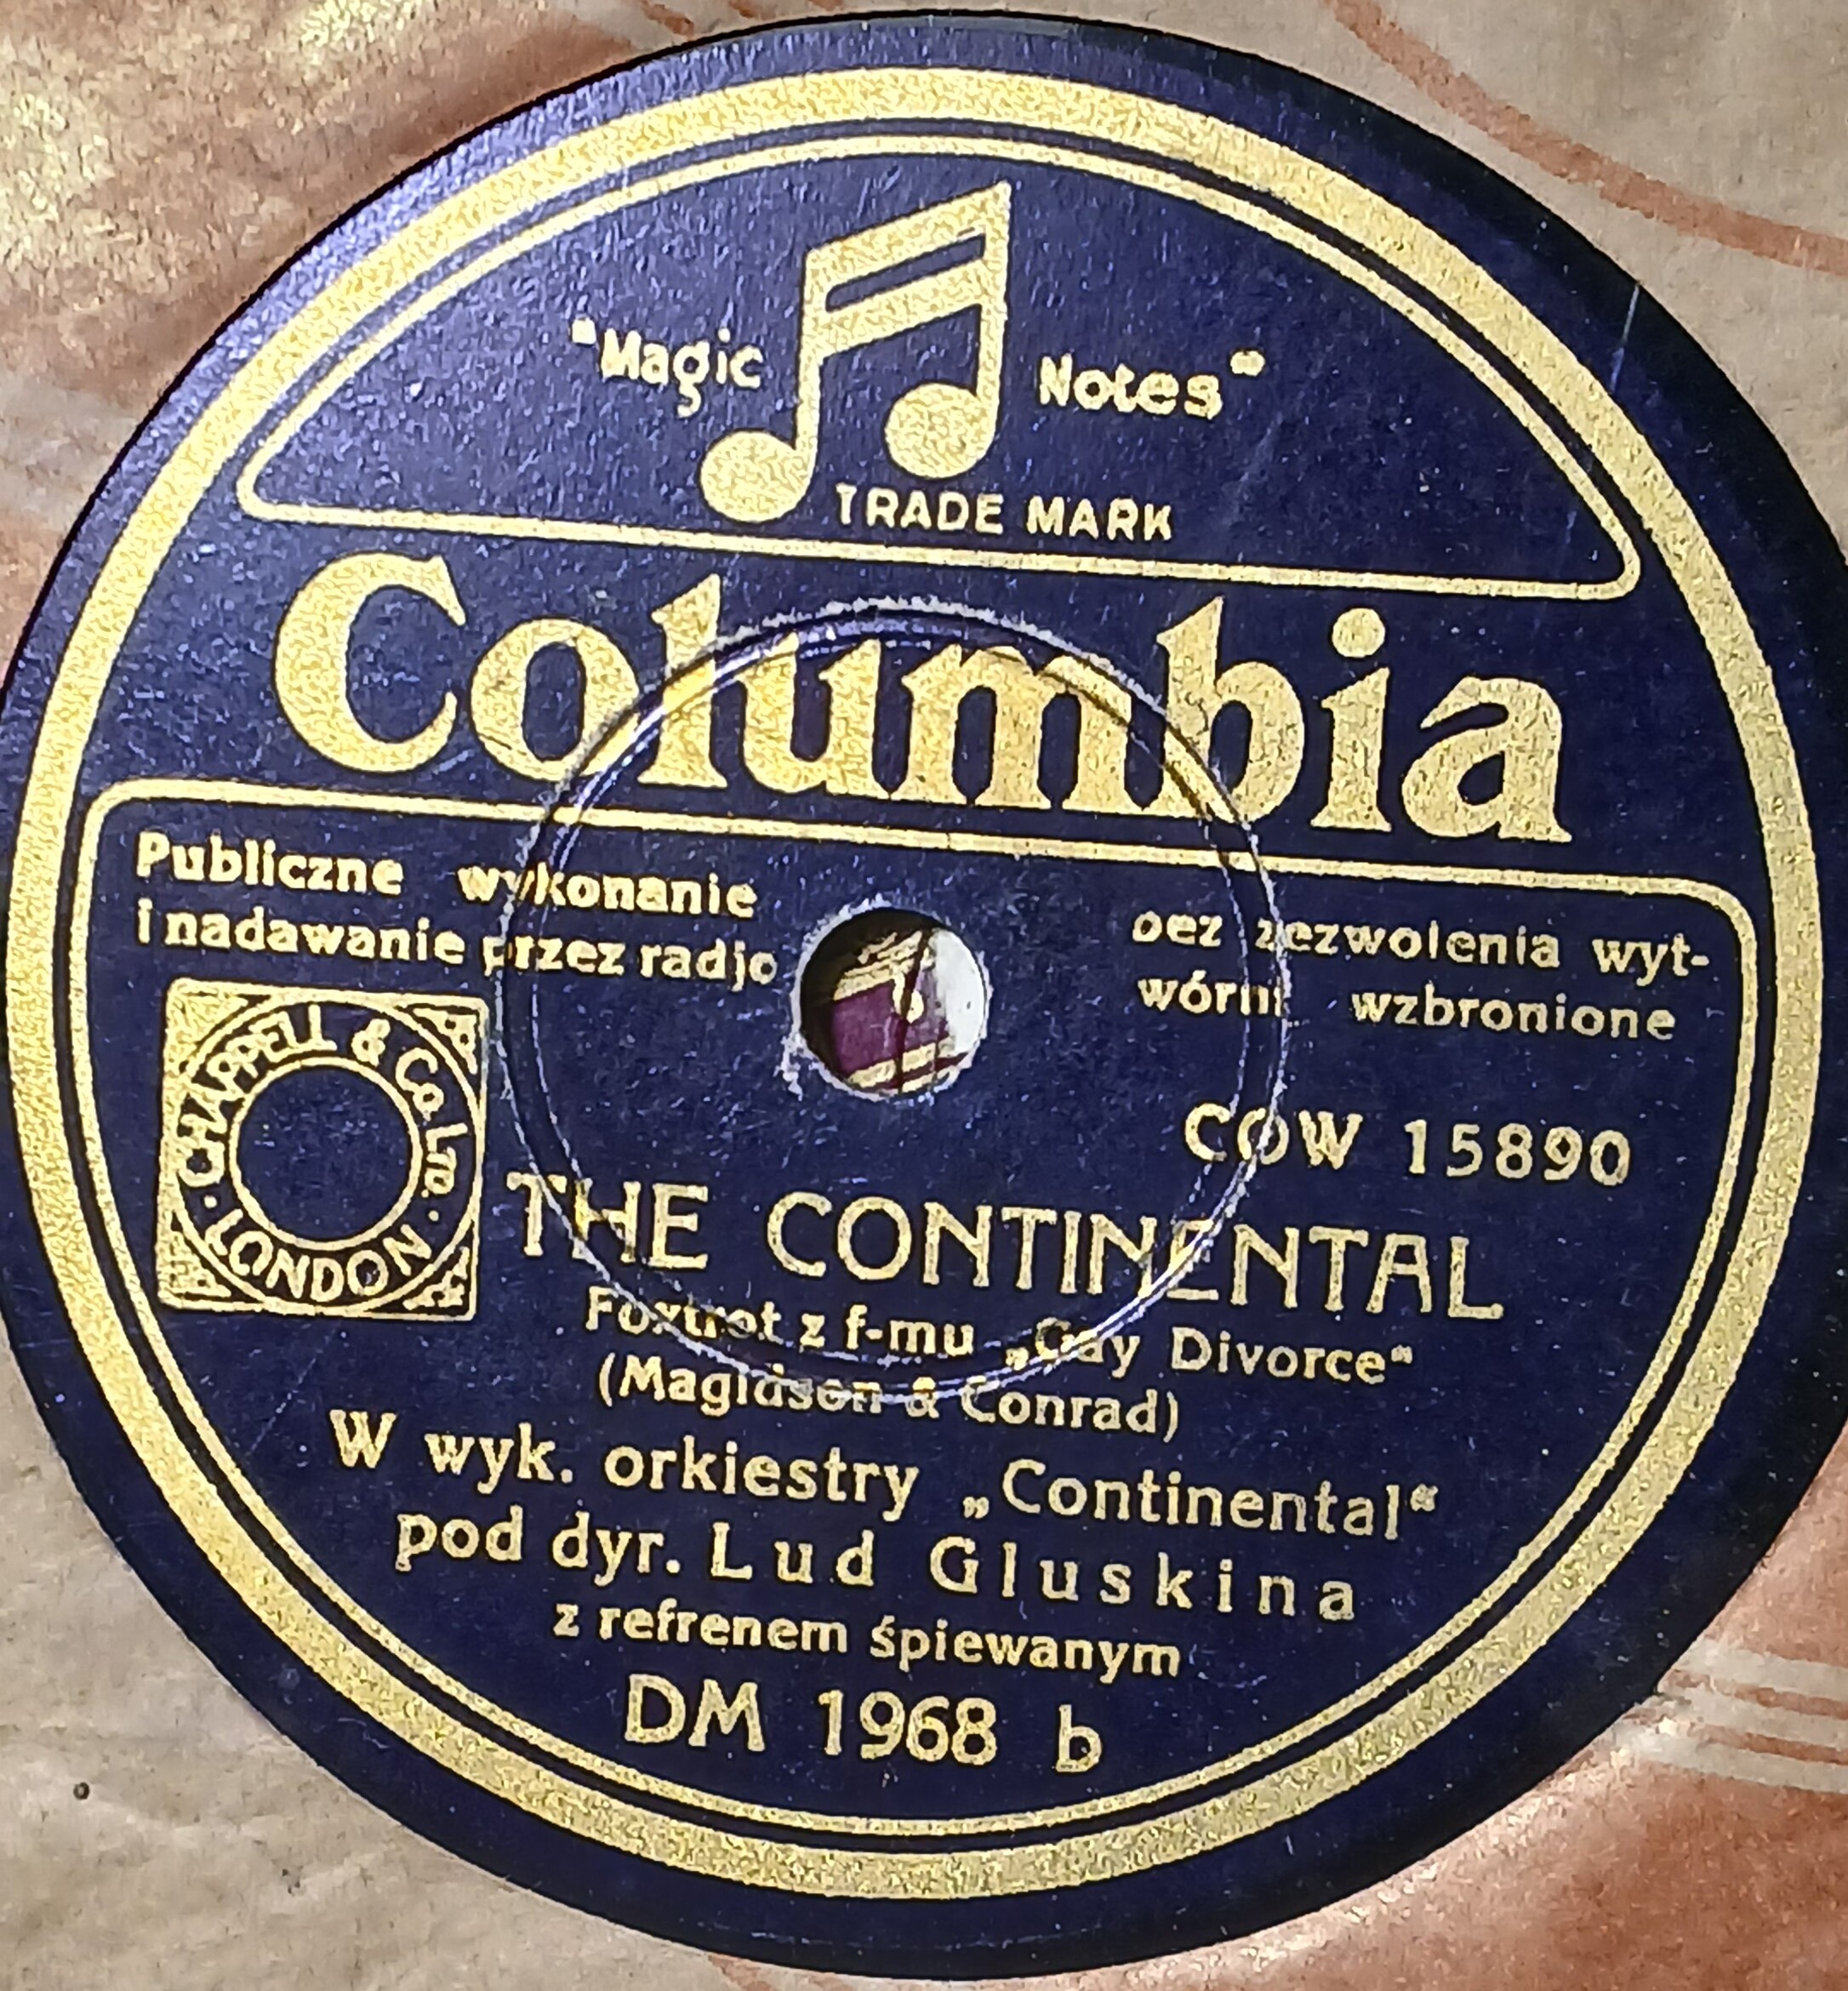 "Magic Notes"
TRADE MARK
Columbia
Publiczne wykonanie
i nadawanie przez radjo
bez zezwolenia wyt-
wórni wzbronione
CHAPPELL & Co. LTD.
· LONDON ·
COW 15890
THE CONTINENTAL
Foxtrot z f-mu „Gay Divorce“
(Magidson & Conrad)
W wyk. orkiestry „Continental“
pod dyr. Lud Gluskina
z refrenem śpiewanym
DM 1968 b